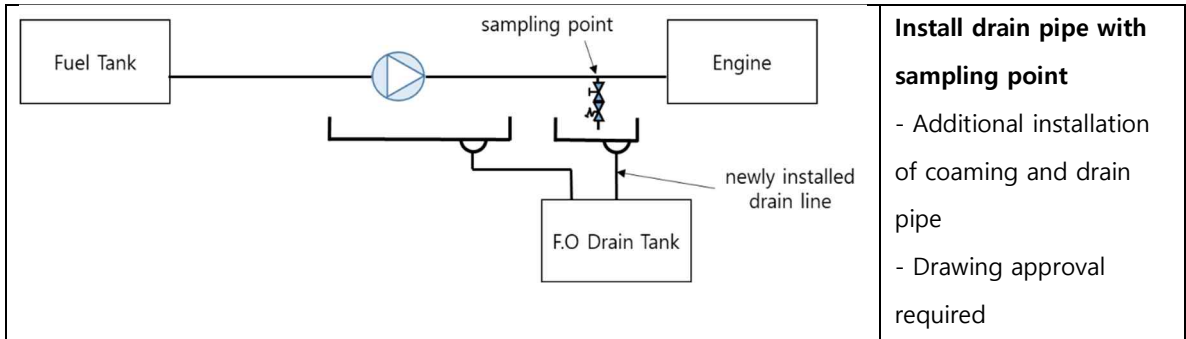 sampling point
Fuel Tank
Engine
newly installed
drain line
F.O Drain Tank
Install drain pipe with
sampling point
- Additional installation
of coaming and drain
pipe
- Drawing approval
required